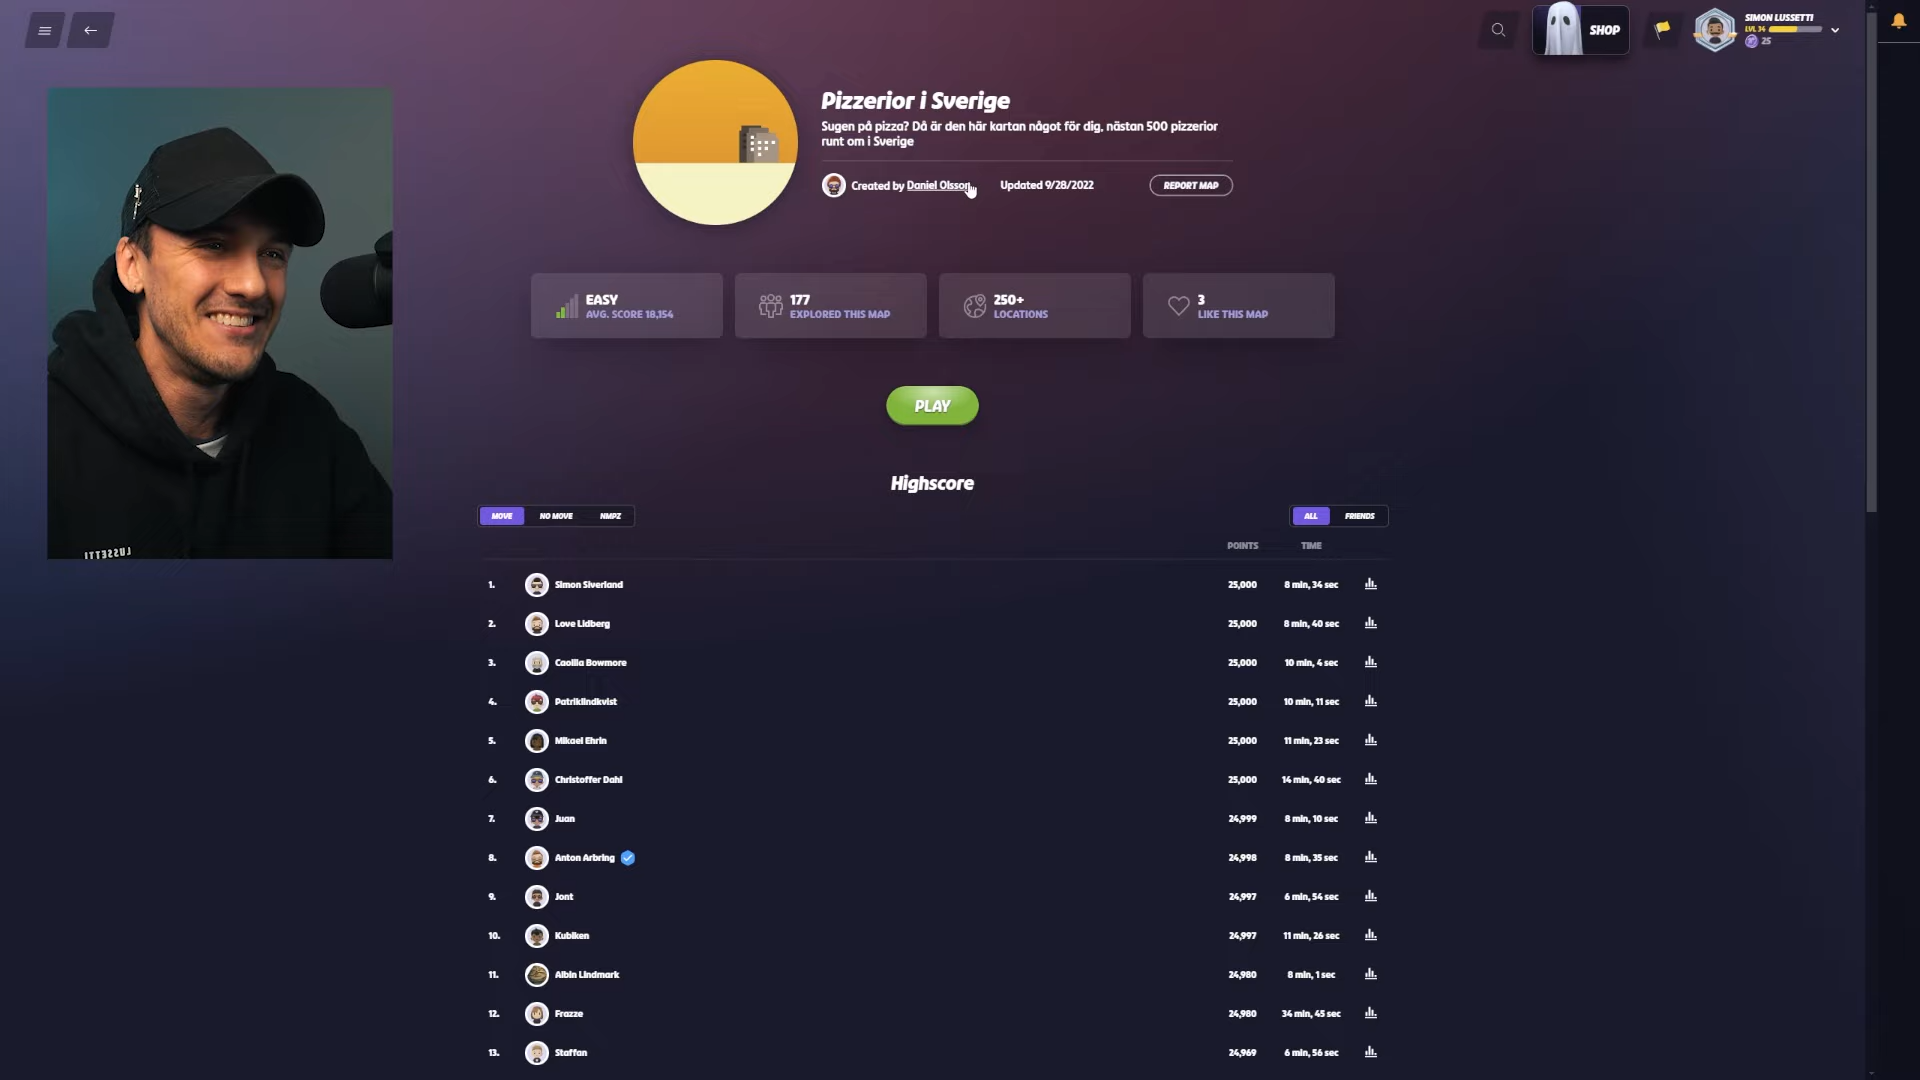 SHOP
SIMON LUSSETTI
LVL 34
25
Pizzerior i Sverige
Sugen på pizza? Då är den här kartan något för dig, nästan 500 pizzerior
runt om i Sverige
Created by Daniel Olsson
Updated 9/28/2022
REPORT MAP
EASY
AVG. SCORE 18,154
177
EXPLORED THIS MAP
250+
LOCATIONS
3
LIKE THIS MAP
PLAY
Highscore
MOVE NO MOVE NMPZ
ALL FRIENDS
POINTS TIME
1. Simon Siverland 25,000 8 min, 34 sec
2. Love Lidberg 25,000 8 min, 40 sec
3. Caolila Bowmore 25,000 10 min, 4 sec
4. Patriklindkvist 25,000 10 min, 11 sec
5. Mikael Ehrin 25,000 11 min, 23 sec
6. Christoffer Dahl 25,000 14 min, 40 sec
7. Juan 24,999 8 min, 10 sec
8. Anton Arbring 24,998 8 min, 35 sec
9. Jont 24,997 6 min, 54 sec
10. Kubiken 24,997 11 min, 26 sec
11. Albin Lindmark 24,980 8 min, 1 sec
12. Frazze 24,980 34 min, 45 sec
13. Staffan 24,969 6 min, 56 sec
LUSSETTI